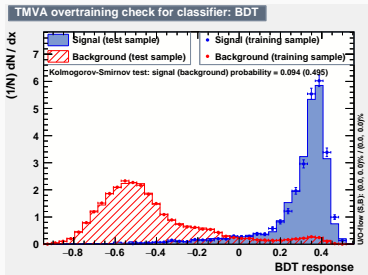 TMVA overtraining check for classifier: BDT
Signal (test sample)
Background (test sample)
Signal (training sample)
Background (training sample)
Kolmogorov-Smirnov test: signal (background) probability = 0.094 (0.495)
(1/N) dN / dx
7
6
5
4
3
2
1
0
−0.8 −0.6 −0.4 −0.2 0 0.2 0.4
BDT response
U/O-flow (S,B): (0.0, 0.0)% / (0.0, 0.0)%